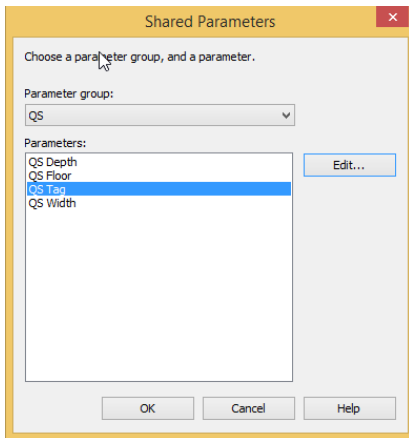 Shared Parameters
Choose a parameter group, and a parameter.
Parameter group:
QS
Parameters:
QS Depth
Edit...
QS Floor
QS Tag
QS Width
OK
Cancel
Help